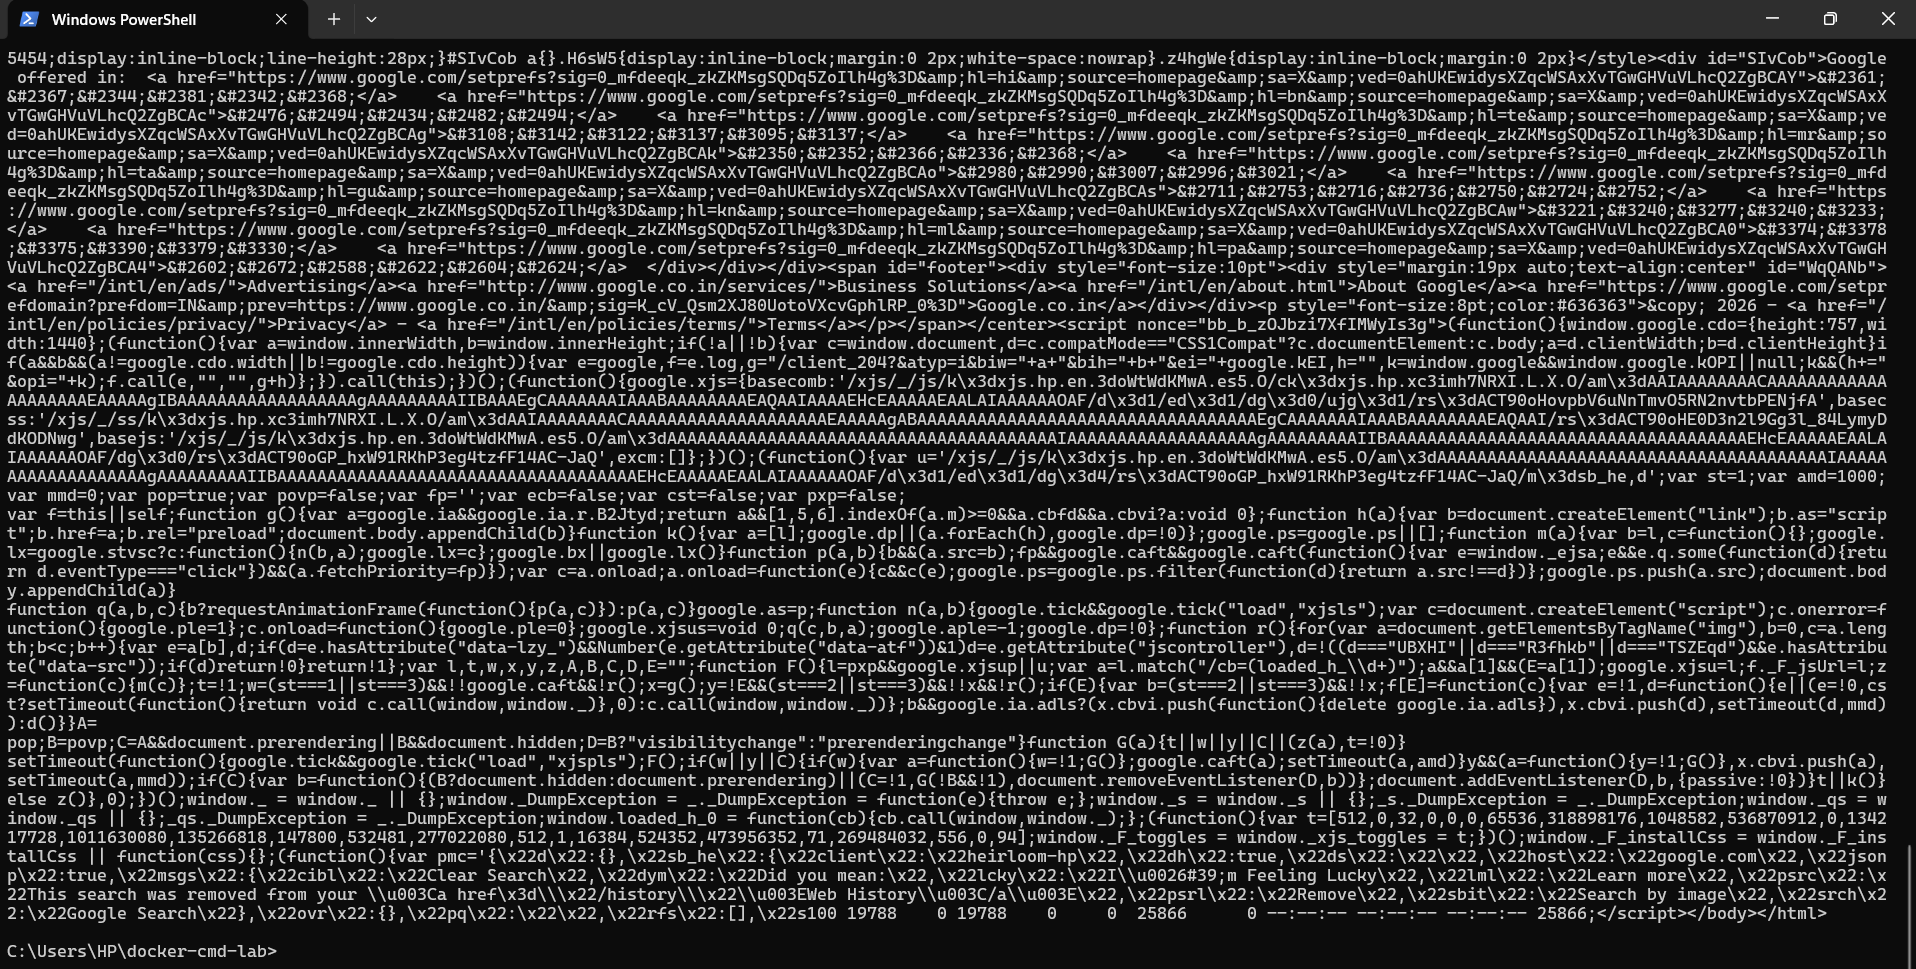 Windows PowerShell
5454;display:inline-block;line-height:28px;}#SIvCob a{}.H6sW5{display:inline-block;margin:0 2px;white-space:nowrap}.z4hgWe{display:inline-block;margin:0 2px}</style><div id="SIvCob">Google
offered in:  <a href="https://www.google.com/setprefs?sig=0_mfdeeqk_zkZKMsgSQDq5ZoIlh4g%3D&amp;hl=hi&amp;source=homepage&amp;sa=X&amp;ved=0ahUKEwidysXZqcWSAxXvTGwGHVuVLhcQ2ZgBCAY">&#2361;
&#2367;&#2344;&#2381;&#2342;&#2368;</a>    <a href="https://www.google.com/setprefs?sig=0_mfdeeqk_zkZKMsgSQDq5ZoIlh4g%3D&amp;hl=bn&amp;source=homepage&amp;sa=X&amp;ved=0ahUKEwidysXZqcWSAxX
vTGwGHVuVLhcQ2ZgBCAc">&#2476;&#2494;&#2434;&#2482;&#2494;</a>    <a href="https://www.google.com/setprefs?sig=0_mfdeeqk_zkZKMsgSQDq5ZoIlh4g%3D&amp;hl=te&amp;source=homepage&amp;sa=X&amp;ve
d=0ahUKEwidysXZqcWSAxXvTGwGHVuVLhcQ2ZgBCAg">&#3108;&#3142;&#3122;&#3137;&#3095;&#3137;</a>    <a href="https://www.google.com/setprefs?sig=0_mfdeeqk_zkZKMsgSQDq5ZoIlh4g%3D&amp;hl=mr&amp;so
urce=homepage&amp;sa=X&amp;ved=0ahUKEwidysXZqcWSAxXvTGwGHVuVLhcQ2ZgBCAk">&#2350;&#2352;&#2366;&#2336;&#2368;</a>    <a href="https://www.google.com/setprefs?sig=0_mfdeeqk_zkZKMsgSQDq5ZoIlh
4g%3D&amp;hl=ta&amp;source=homepage&amp;sa=X&amp;ved=0ahUKEwidysXZqcWSAxXvTGwGHVuVLhcQ2ZgBCAo">&#2980;&#2990;&#3007;&#2996;&#3021;</a>    <a href="https://www.google.com/setprefs?sig=0_mfd
eeqk_zkZKMsgSQDq5ZoIlh4g%3D&amp;hl=gu&amp;source=homepage&amp;sa=X&amp;ved=0ahUKEwidysXZqcWSAxXvTGwGHVuVLhcQ2ZgBCAs">&#2711;&#2753;&#2716;&#2736;&#2750;&#2724;&#2752;</a>    <a href="https
://www.google.com/setprefs?sig=0_mfdeeqk_zkZKMsgSQDq5ZoIlh4g%3D&amp;hl=kn&amp;source=homepage&amp;sa=X&amp;ved=0ahUKEwidysXZqcWSAxXvTGwGHVuVLhcQ2ZgBCAw">&#3221;&#3240;&#3277;&#3240;&#3233;
</a>    <a href="https://www.google.com/setprefs?sig=0_mfdeeqk_zkZKMsgSQDq5ZoIlh4g%3D&amp;hl=ml&amp;source=homepage&amp;sa=X&amp;ved=0ahUKEwidysXZqcWSAxXvTGwGHVuVLhcQ2ZgBCA0">&#3374;&#3378
;&#3375;&#3390;&#3379;&#3330;</a>    <a href="https://www.google.com/setprefs?sig=0_mfdeeqk_zkZKMsgSQDq5ZoIlh4g%3D&amp;hl=pa&amp;source=homepage&amp;sa=X&amp;ved=0ahUKEwidysXZqcWSAxXvTGwGH
VuVLhcQ2ZgBCA4">&#2602;&#2672;&#2588;&#2622;&#2604;&#2624;</a>  </div></div></div><span id="footer"><div style="font-size:10pt"><div style="margin:19px auto;text-align:center" id="WqQANb">
<a href="/intl/en/ads/">Advertising</a><a href="http://www.google.co.in/services/">Business Solutions</a><a href="/intl/en/about.html">About Google</a><a href="https://www.google.com/setpr
efdomain?prefdom=IN&amp;prev=https://www.google.co.in/&amp;sig=K_cV_Qsm2XJ80UotoVXcvGphlRP_0%3D">Google.co.in</a></div></div><p style="font-size:8pt;color:#636363">&copy; 2026 - <a href="/
intl/en/policies/privacy/">Privacy</a> - <a href="/intl/en/policies/terms/">Terms</a></p></span></center><script nonce="bb_b_zOJbzi7XfIMWyIs3g">(function(){window.google.cdo={height:757,wi
dth:1440};(function(){var a=window.innerWidth,b=window.innerHeight;if(!a||!b){var c=window.document,d=c.compatMode=="CSS1Compat"?c.documentElement:c.body;a=d.clientWidth;b=d.clientHeight}i
f(a&&b&&(a!=google.cdo.width||b!=google.cdo.height)){var e=google,f=e.log,g="/client_204?&atyp=i&biw="+a+"&bih="+b+"&ei="+google.kEI,h="",k=window.google&&window.google.kOPI||null;k&&(h+="
&opi="+k);f.call(e,"","",g+h)};}).call(this);})();(function(){google.xjs={basecomb:'/xjs/_/js/k\x3dxjs.hp.en.3doWtWdKMwA.es5.O/ck\x3dxjs.hp.xc3imh7NRXI.L.X.O/am\x3dAAIAAAAAAACAAAAAAAAAAAA
AAAAAAAAEAAAAAgIBAAAAAAAAAAAAAAAAAAgAAAAAAAAAIIBAAAEgCAAAAAAAIAAABAAAAAAAAEAQAAIAAAAEHcEAAAAAEAALAIAAAAAAOAF/d\x3d1/ed\x3d1/dg\x3d0/ujg\x3d1/rs\x3dACT90oHovpbV6uNnTmvO5RN2nvtbPENjfA',basec
ss:'/xjs/_/ss/k\x3dxjs.hp.xc3imh7NRXI.L.X.O/am\x3dAAIAAAAAAACAAAAAAAAAAAAAAAAAAAAEAAAAAgABAAAAAAAAAAAAAAAAAAAAAAAAAAAAAAAAAAEgCAAAAAAAIAAABAAAAAAAAEAQAAI/rs\x3dACT90oHE0D3n2l9Gg3l_84LymyD
dKODNwg',basejs:'/xjs/_/js/k\x3dxjs.hp.en.3doWtWdKMwA.es5.O/am\x3dAAAAAAAAAAAAAAAAAAAAAAAAAAAAAAAAAAAAAAAIAAAAAAAAAAAAAAAAAAAgAAAAAAAAAIIBAAAAAAAAAAAAAAAAAAAAAAAAAAAAAAAAAAAAEHcEAAAAAEAALA
IAAAAAAOAF/dg\x3d0/rs\x3dACT90oGP_hxW91RKhP3eg4tzfF14AC-JaQ',excm:[]};})();(function(){var u='/xjs/_/js/k\x3dxjs.hp.en.3doWtWdKMwA.es5.O/am\x3dAAAAAAAAAAAAAAAAAAAAAAAAAAAAAAAAAAAAAAAIAAAAA
AAAAAAAAAAAAAAgAAAAAAAAAIIBAAAAAAAAAAAAAAAAAAAAAAAAAAAAAAAAAAAAEHcEAAAAAEAALAIAAAAAAOAF/d\x3d1/ed\x3d1/dg\x3d4/rs\x3dACT90oGP_hxW91RKhP3eg4tzfF14AC-JaQ/m\x3dsb_he,d';var st=1;var amd=1000;
var mmd=0;var pop=true;var povp=false;var fp='';var ecb=false;var cst=false;var pxp=false;
var f=this||self;function g(){var a=google.ia&&google.ia.r.B2Jtyd;return a&&[1,5,6].indexOf(a.m)>=0&&a.cbfd&&a.cbvi?a:void 0};function h(a){var b=document.createElement("link");b.as="scrip
t";b.href=a;b.rel="preload";document.body.appendChild(b)}function k(){var a=[l];google.dp||(a.forEach(h),google.dp=!0)};google.ps=google.ps||[];function m(a){var b=l,c=function(){};google.
lx=google.stvsc?c:function(){n(b,a);google.lx=c};google.bx||google.lx()}function p(a,b){b&&(a.src=b);fp&&google.caft&&google.caft(function(){var e=window._ejsa;e&&e.q.some(function(d){retu
rn d.eventType==="click"})&&(a.fetchPriority=fp)});var c=a.onload;a.onload=function(e){c&&c(e);google.ps=google.ps.filter(function(d){return a.src!==d})};google.ps.push(a.src);document.bod
y.appendChild(a)}
function q(a,b,c){b?requestAnimationFrame(function(){p(a,c)}):p(a,c)}google.as=p;function n(a,b){google.tick&&google.tick("load","xjsls");var c=document.createElement("script");c.onerror=f
unction(){google.ple=1};c.onload=function(){google.ple=0};google.xjsus=void 0;q(c,b,a);google.aple=-1;google.dp=!0};function r(){for(var a=document.getElementsByTagName("img"),b=0,c=a.leng
th;b<c;b++){var e=a[b],d;if(d=e.hasAttribute("data-lzy_")&&Number(e.getAttribute("data-atf"))&1)d=e.getAttribute("jscontroller"),d=!((d==="UBXHI"||d==="R3fhkb"||d==="TSZEqd")&&e.hasAttribu
te("data-src"));if(d)return!0}return!1};var l,t,w,x,y,z,A,B,C,D,E="";function F(){l=pxp&&google.xjsup||u;var a=l.match("/cb=(loaded_h_\\d+)");a&&a[1]&&(E=a[1]);google.xjsu=l;f._F_jsUrl=l;z
=function(c){m(c)};t=!1;w=(st===1||st===3)&&!!google.caft&&!r();x=g();y=!E&&(st===2||st===3)&&!!x&&!r();if(E){var b=(st===2||st===3)&&!!x;f[E]=function(c){var e=!1,d=function(){e||(e=!0,cs
t?setTimeout(function(){return void c.call(window,window._)},0):c.call(window,window._))};b&&google.ia.adls?(x.cbvi.push(function(){delete google.ia.adls}),x.cbvi.push(d),setTimeout(d,mmd)
):d()}}A=
pop;B=povp;C=A&&document.prerendering||B&&document.hidden;D=B?"visibilitychange":"prerenderingchange"}function G(a){t||w||y||C||(z(a),t=!0)}
setTimeout(function(){google.tick&&google.tick("load","xjspls");F();if(w||y||C){if(w){var a=function(){w=!1;G()};google.caft(a);setTimeout(a,amd)}y&&(a=function(){y=!1;G()},x.cbvi.push(a),
setTimeout(a,mmd));if(C){var b=function(){(B?document.hidden:document.prerendering)||(C=!1,G(!B&&!1),document.removeEventListener(D,b))};document.addEventListener(D,b,{passive:!0})}t||k()}
else z()},0);})();window._ = window._ || {};window._DumpException = _._DumpException = function(e){throw e;};window._s = window._s || {};_s._DumpException = _._DumpException;window._qs = w
indow._qs || {};_qs._DumpException = _._DumpException;window.loaded_h_0 = function(cb){cb.call(window,window._);};(function(){var t=[512,0,32,0,0,0,65536,318898176,1048582,536870912,0,1342
17728,1011630080,135266818,147800,532481,277022080,512,1,16384,524352,473956352,71,269484032,556,0,94];window._F_toggles = window._xjs_toggles = t;})();window._F_installCss = window._F_ins
tallCss || function(css){};(function(){var pmc='{\x22d\x22:{},\x22sb_he\x22:{\x22client\x22:\x22heirloom-hp\x22,\x22dh\x22:true,\x22ds\x22:\x22\x22,\x22host\x22:\x22google.com\x22,\x22json
p\x22:true,\x22msgs\x22:{\x22cibl\x22:\x22Clear Search\x22,\x22dym\x22:\x22Did you mean:\x22,\x22lcky\x22:\x22I\\u0026#39;m Feeling Lucky\x22,\x22lml\x22:\x22Learn more\x22,\x22psrc\x22:\x
22This search was removed from your \\u003Ca href\x3d\\\x22/history\\\x22\\u003EWeb History\\u003C/a\\u003E\x22,\x22psrl\x22:\x22Remove\x22,\x22sbit\x22:\x22Search by image\x22,\x22srch\x2
2:\x22Google Search\x22},\x22ovr\x22:{},\x22pq\x22:\x22\x22,\x22rfs\x22:[],\x22s100 19788    0 19788    0     0  25866      0 --:--:-- --:--:-- --:--:-- 25866;</script></body></html>
C:\Users\HP\docker-cmd-lab>